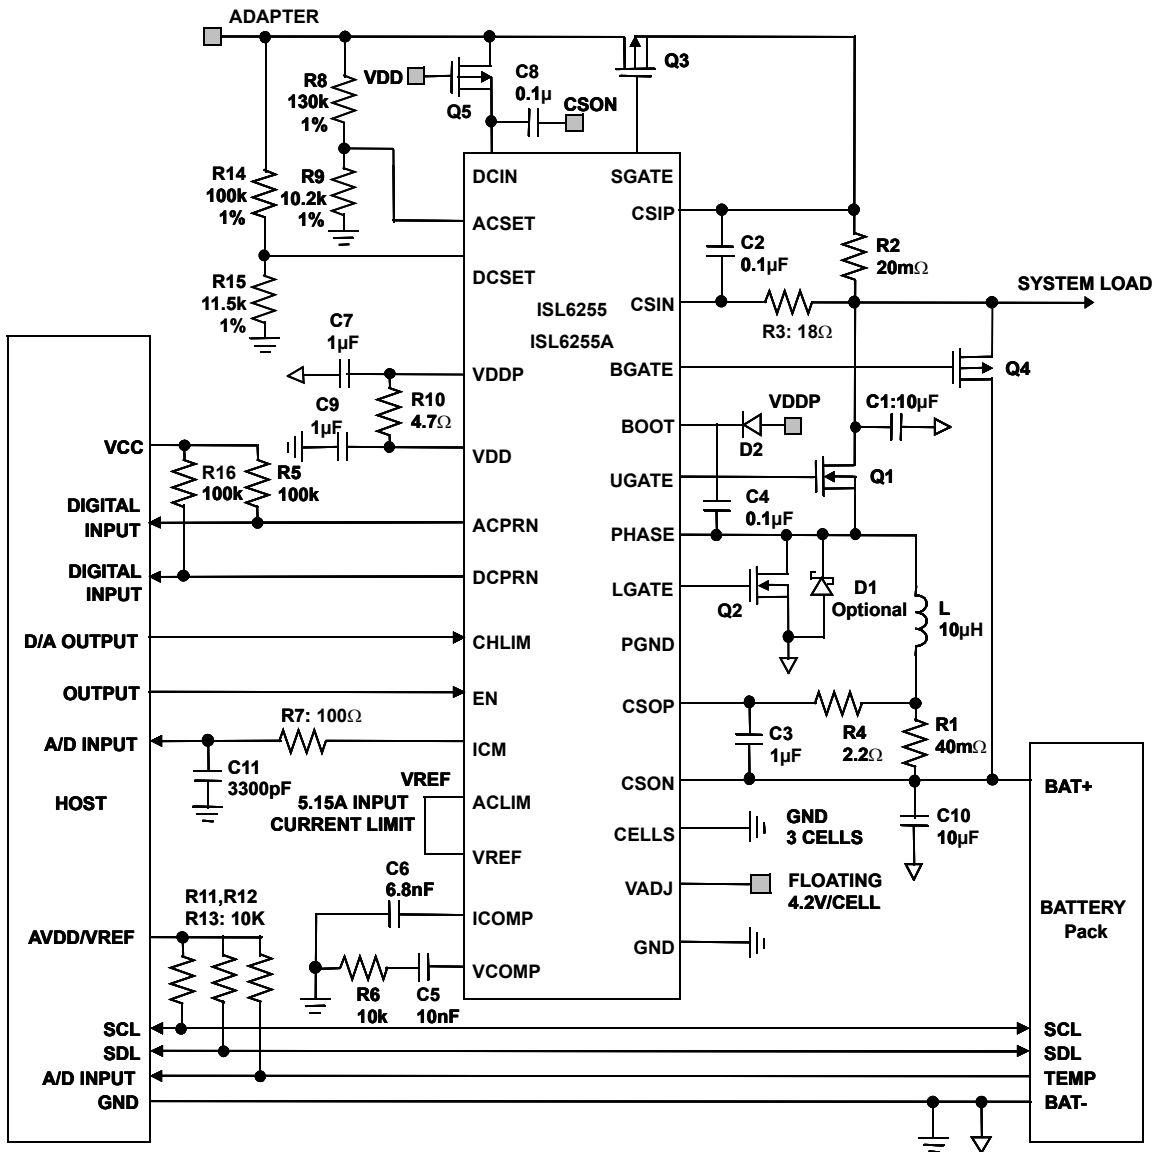 ADAPTER
R8
130k
1%
VDD
Q5
C8
0.1µ
CSON
Q3
R14
100k
1%
R9
10.2k
1%
DCIN
SGATE
ACSET
CSIP
C2
0.1µF
R2
20mΩ
R15
11.5k
1%
DCSET
CSIN
SYSTEM LOAD
ISL6255
ISL6255A
R3: 18Ω
C7
1µF
VDDP
BGATE
Q4
R10
4.7Ω
C9
1µF
BOOT
VDDP
D2
C1:10µF
VCC
VDD
R16
100k
R5
100k
UGATE
Q1
DIGITAL
INPUT
ACPRN
C4
0.1µF
PHASE
DIGITAL
INPUT
DCPRN
LGATE
Q2
D1
Optional
L
10µH
D/A OUTPUT
CHLIM
PGND
OUTPUT
EN
CSOP
R7: 100Ω
A/D INPUT
ICM
C3
1µF
R4
2.2Ω
R1
40mΩ
C11
3300pF
VREF
CSON
BAT+
HOST
5.15A INPUT
CURRENT LIMIT
ACLIM
CELLS
GND
3 CELLS
C10
10µF
VREF
C6
6.8nF
VADJ
FLOATING
4.2V/CELL
R11,R12
R13: 10K
ICOMP
BATTERY
Pack
AVDD/VREF
GND
VCOMP
R6
10k
C5
10nF
SCL
SCL
SDL
SDL
A/D INPUT
TEMP
GND
BAT-